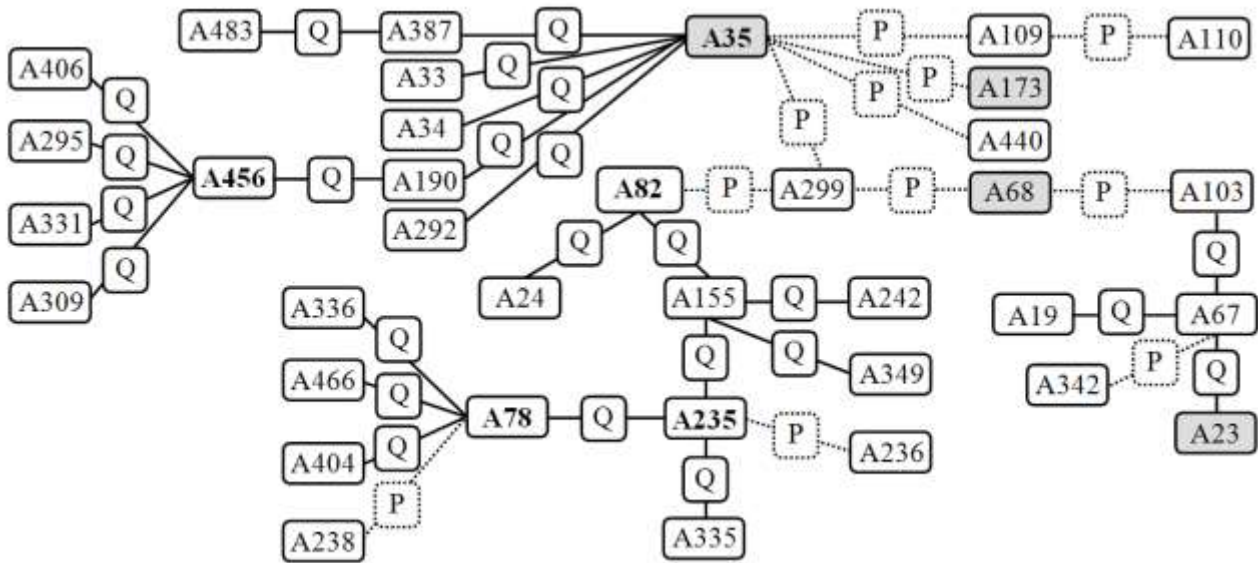 A483 Q A387 Q A35 P A109 P A110
A406 Q A33 Q P A173
A34 Q P A440
A295 Q A456 Q A190 Q Q P
A331 Q A292 A82 P A299 P A68 P A103
A309 Q Q Q Q
A24 A155 Q A242 A19 Q A67
A336 Q Q Q A349 A342 P Q
A466 Q A78 Q A235 P A236 A23
A404 Q Q
A238 P A335